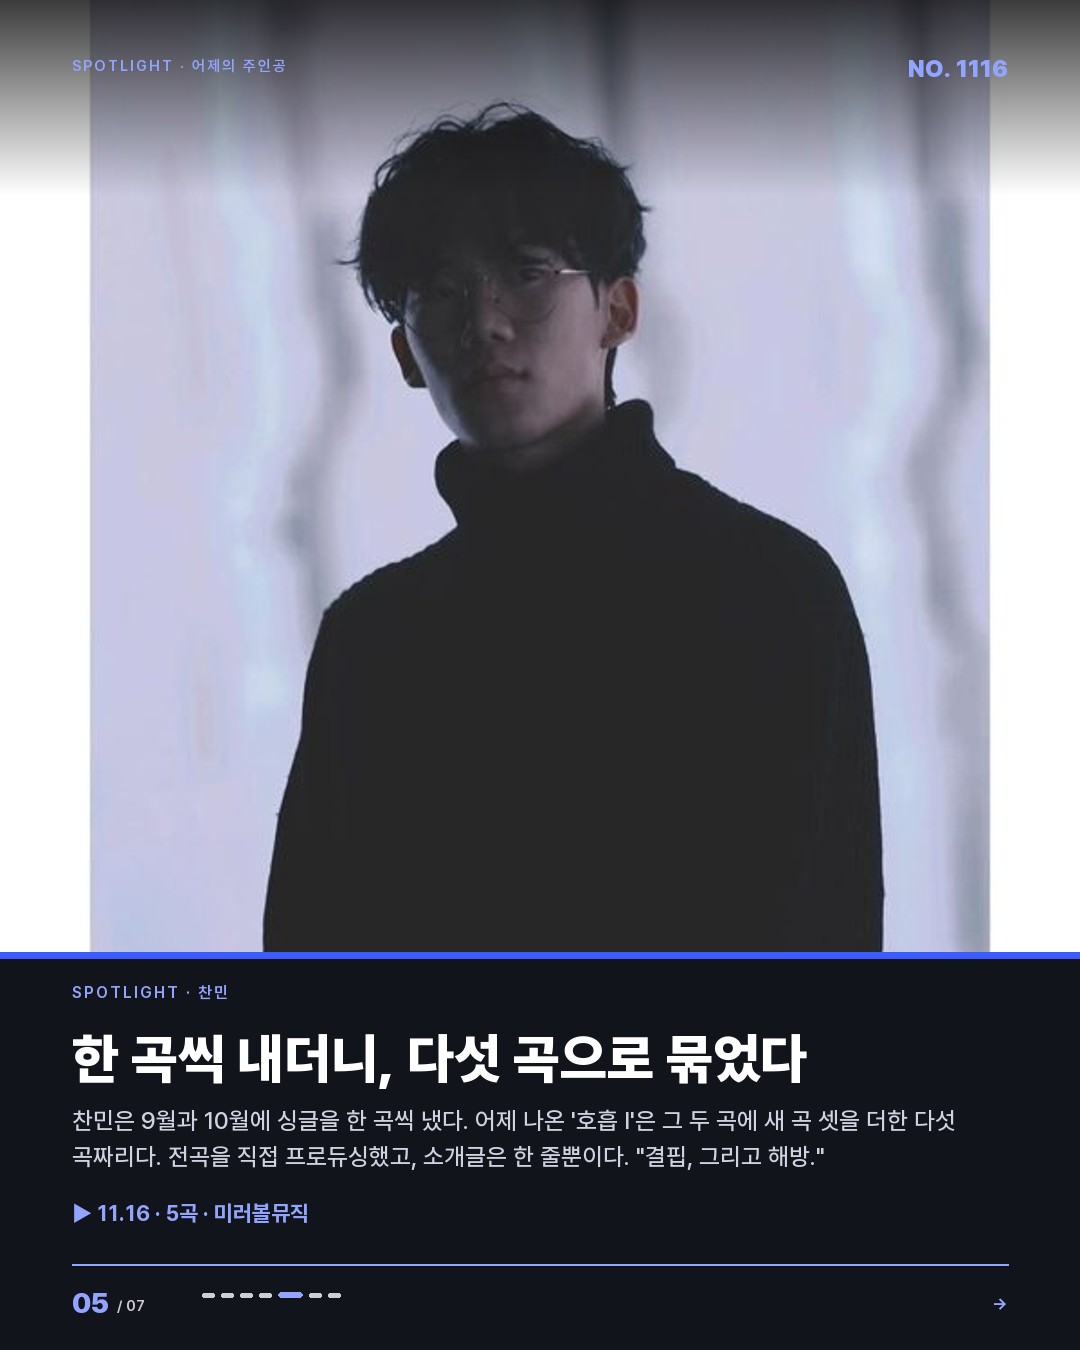 SPOTLIGHT · 어제의 주인공
NO. 1116
SPOTLIGHT · 찬민
한 곡씩 내더니, 다섯 곡으로 묶었다
찬민은 9월과 10월에 싱글을 한 곡씩 냈다. 어제 나온 '호흡 I'은 그 두 곡에 새 곡 셋을 더한 다섯
곡짜리다. 전곡을 직접 프로듀싱했고, 소개글은 한 줄뿐이다. "결핍, 그리고 해방."
▶ 11.16 · 5곡 · 미러볼뮤직
05 / 07
→